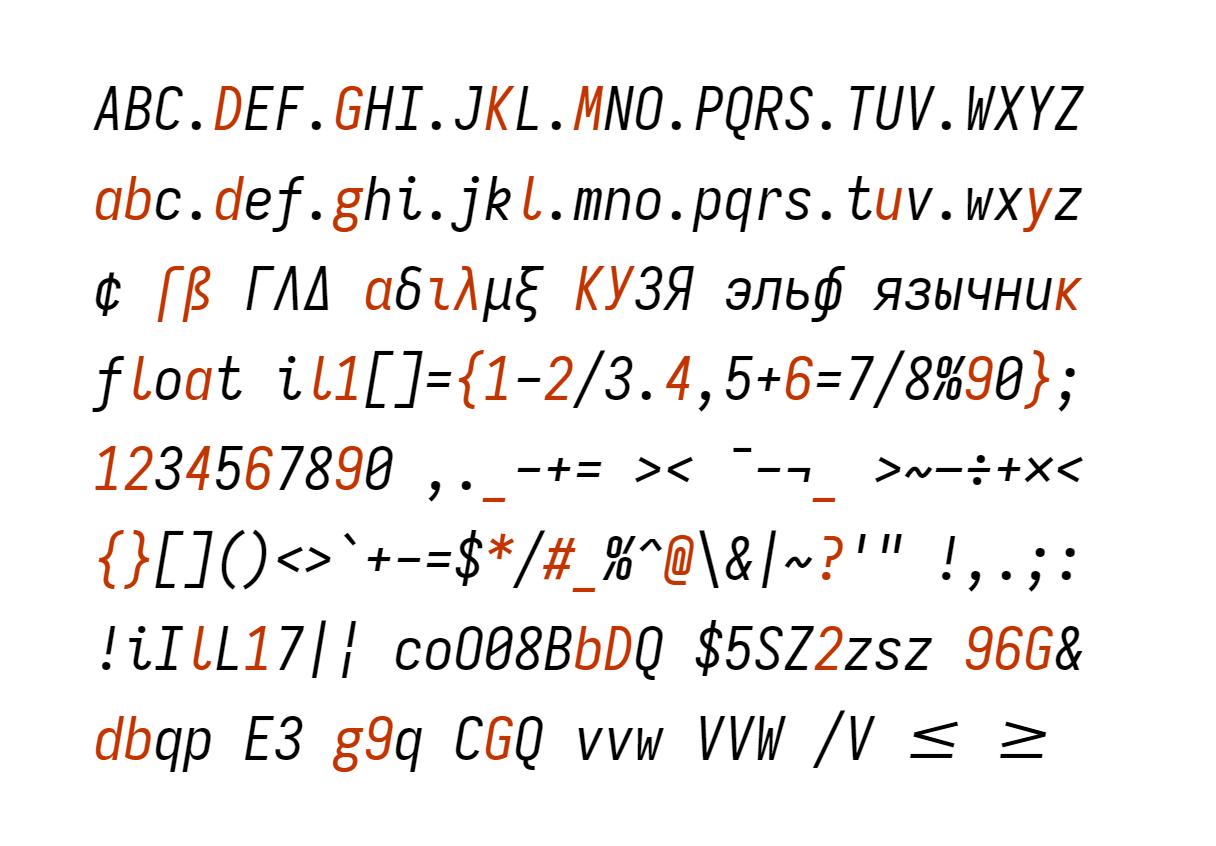 ABC.DEF.GHI.JKL.MNO.PQRS.TUV.WXYZ
abc.def.ghi.jkl.mno.pqrs.tuv.wxyz
¢ ⌠ß ΓΛΔ αδιλμξ КУЗЯ эльф язычник
float il1[]={1-2/3.4,5+6=7/8%90};
1234567890 ,._-+= >< ¯-¬_ >~–÷+×<
{}[]()<>`+-=$*/#_%^@\&|~?'" !,.;:
!iIlL17|¦ coO08BbDQ $5SZ2zsz 96G&
dbqp E3 g9q CGQ vvw VVW /V ≤ ≥